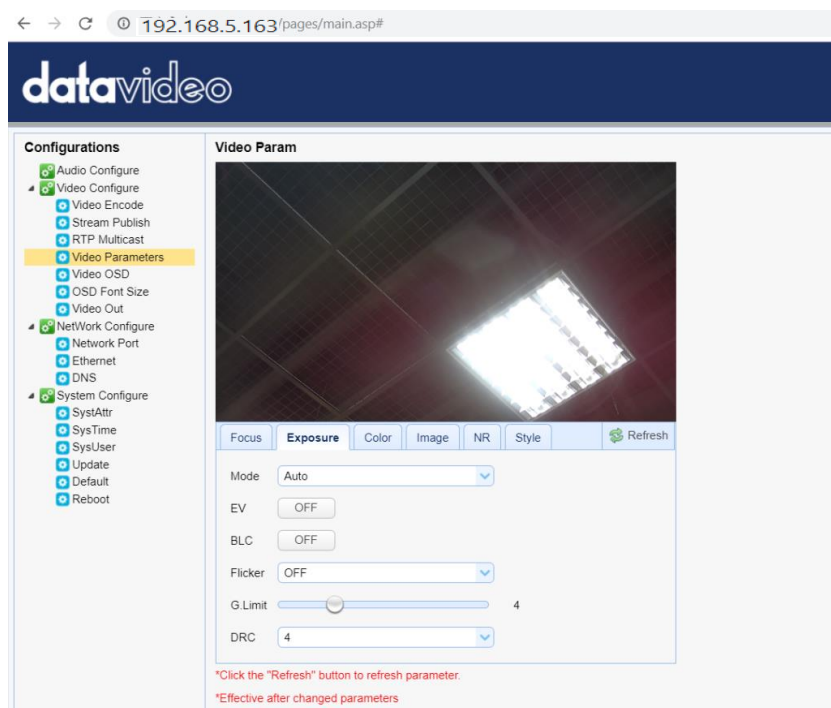 192.168.5.163/pages/main.asp#
datavideo
Configurations
Audio Configure
Video Configure
Video Encode
Stream Publish
RTP Multicast
Video Parameters
Video OSD
OSD Font Size
Video Out
NetWork Configure
Network Port
Ethernet
DNS
System Configure
SystAttr
SysTime
SysUser
Update
Default
Reboot
Video Param
Focus Exposure Color Image NR Style Refresh
Mode Auto
EV OFF
BLC OFF
Flicker OFF
G.Limit 4
DRC 4
*Click the "Refresh" button to refresh parameter.
*Effective after changed parameters